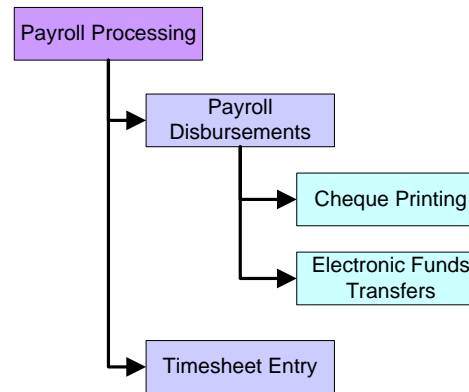 Payroll Processing
Payroll
Disbursements
Cheque Printing
Electronic Funds
Transfers
Timesheet Entry